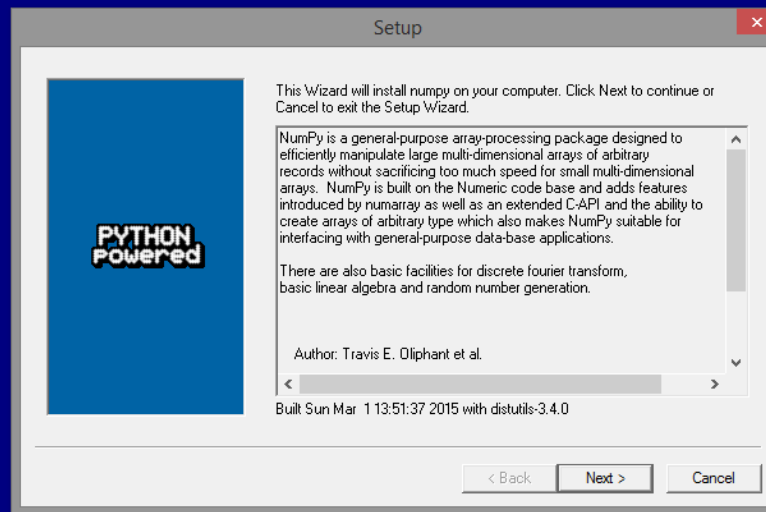 Setup
This Wizard will install numpy on your computer. Click Next to continue or
Cancel to exit the Setup Wizard.
NumPy is a general-purpose array-processing package designed to
efficiently manipulate large multi-dimensional arrays of arbitrary
records without sacrificing too much speed for small multi-dimensional
arrays.  NumPy is built on the Numeric code base and adds features
introduced by numarray as well as an extended C-API and the ability to
create arrays of arbitrary type which also makes NumPy suitable for
interfacing with general-purpose data-base applications.
There are also basic facilities for discrete fourier transform,
basic linear algebra and random number generation.
PYTHON
Powered
Author: Travis E. Oliphant et al.
Built Sun Mar  1 13:51:37 2015 with distutils-3.4.0
< Back
Next >
Cancel